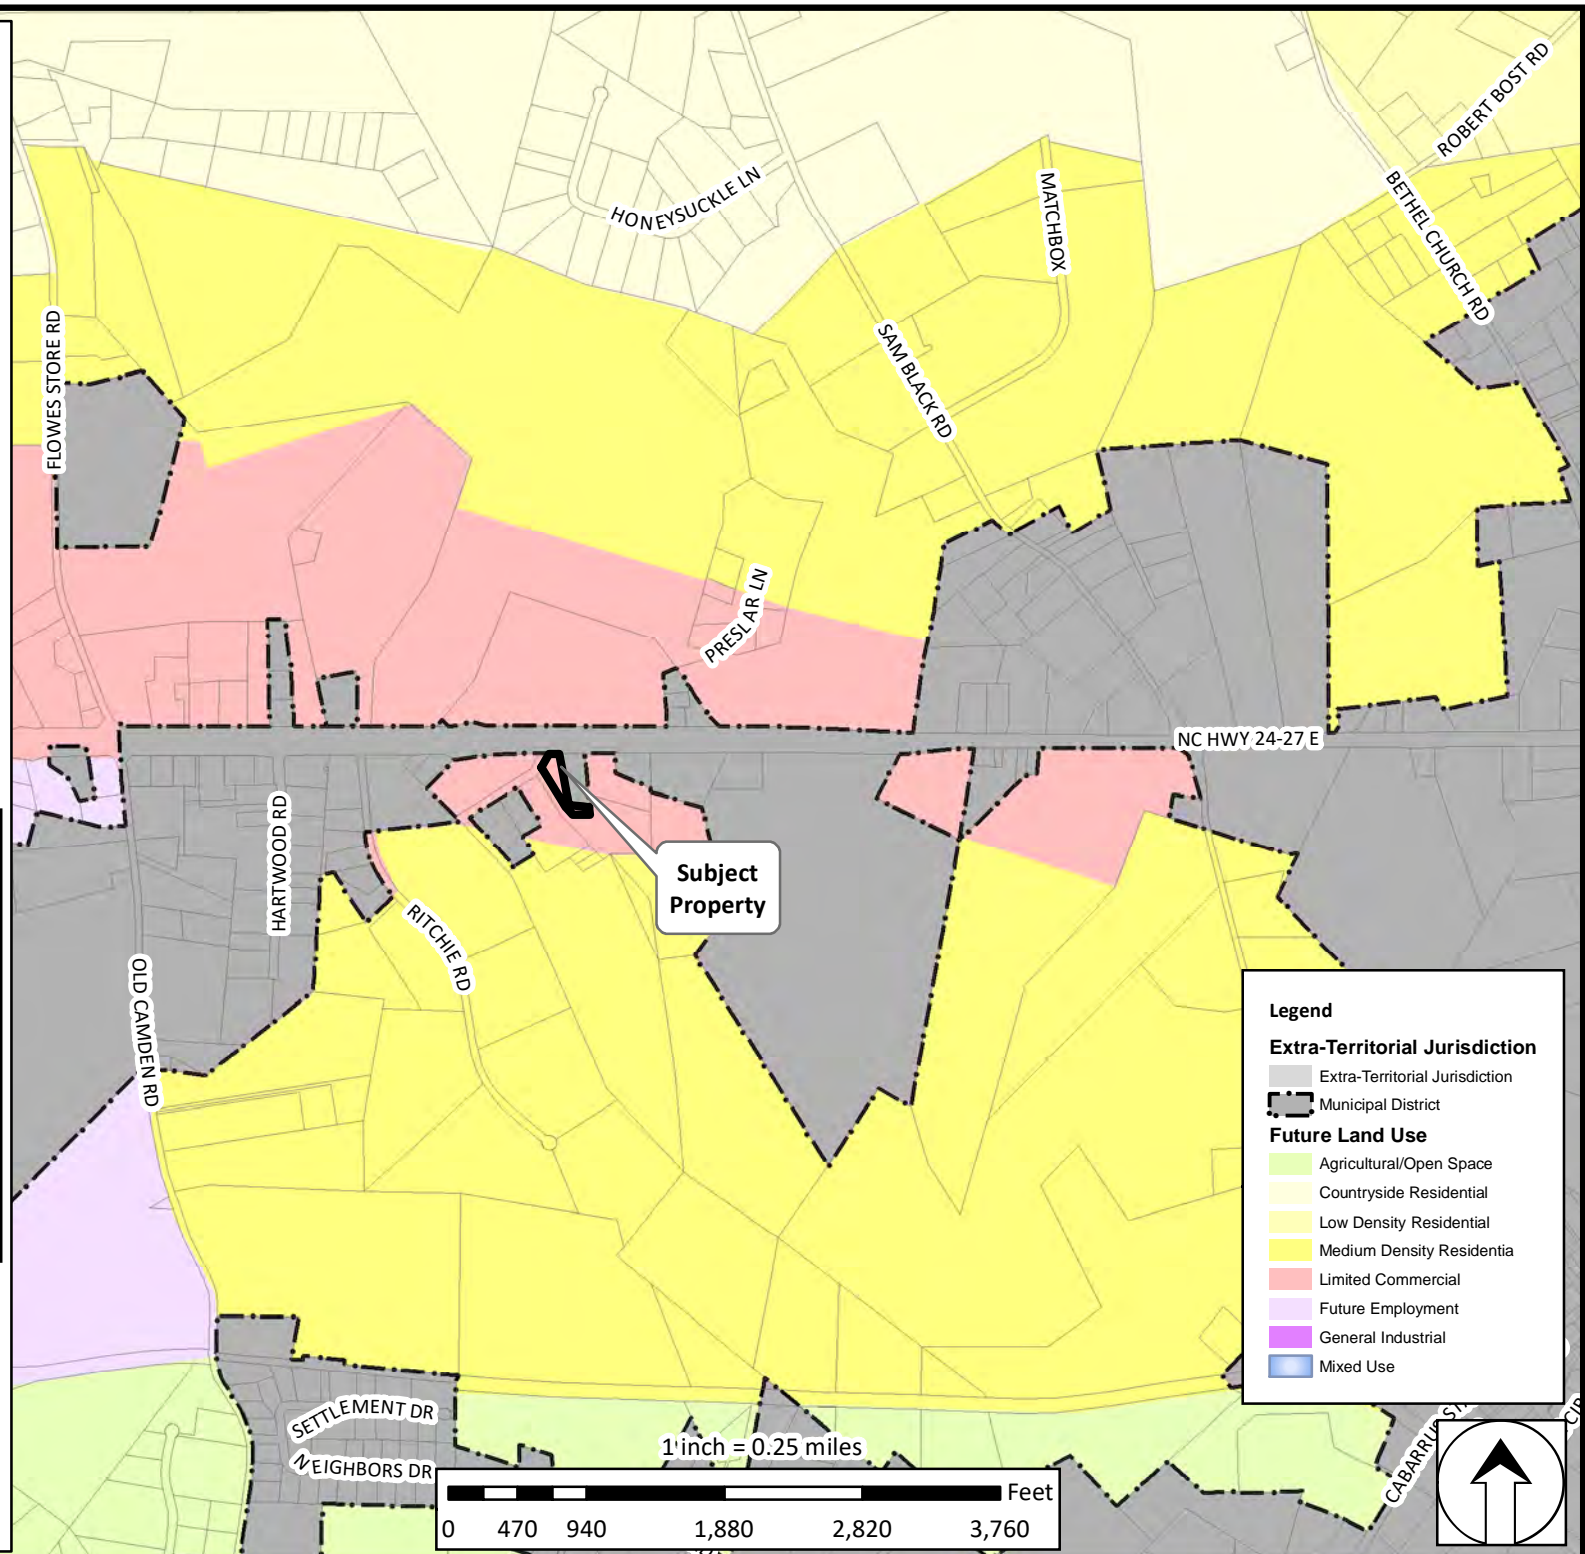 ROBERT BOST RD
HONEYSUCKLE LN
MATCHBOX
BETHEL CHURCH RD
FLOWES STORE RD
SAM BLACK RD
PRESLAR LN
NC HWY 24-27 E
HARTWOOD RD
Subject
Property
RITCHIE RD
OLD CAMDEN RD
Legend
Extra-Territorial Jurisdiction
Extra-Territorial Jurisdiction
Municipal District
Future Land Use
Agricultural/Open Space
Countryside Residential
Low Density Residential
Medium Density Residentia
Limited Commercial
Future Employment
General Industrial
Mixed Use
SETTLEMENT DR
NEIGHBORS DR
CABARRUS
1 inch = 0.25 miles
Feet
0 470 940 1,880 2,820 3,760